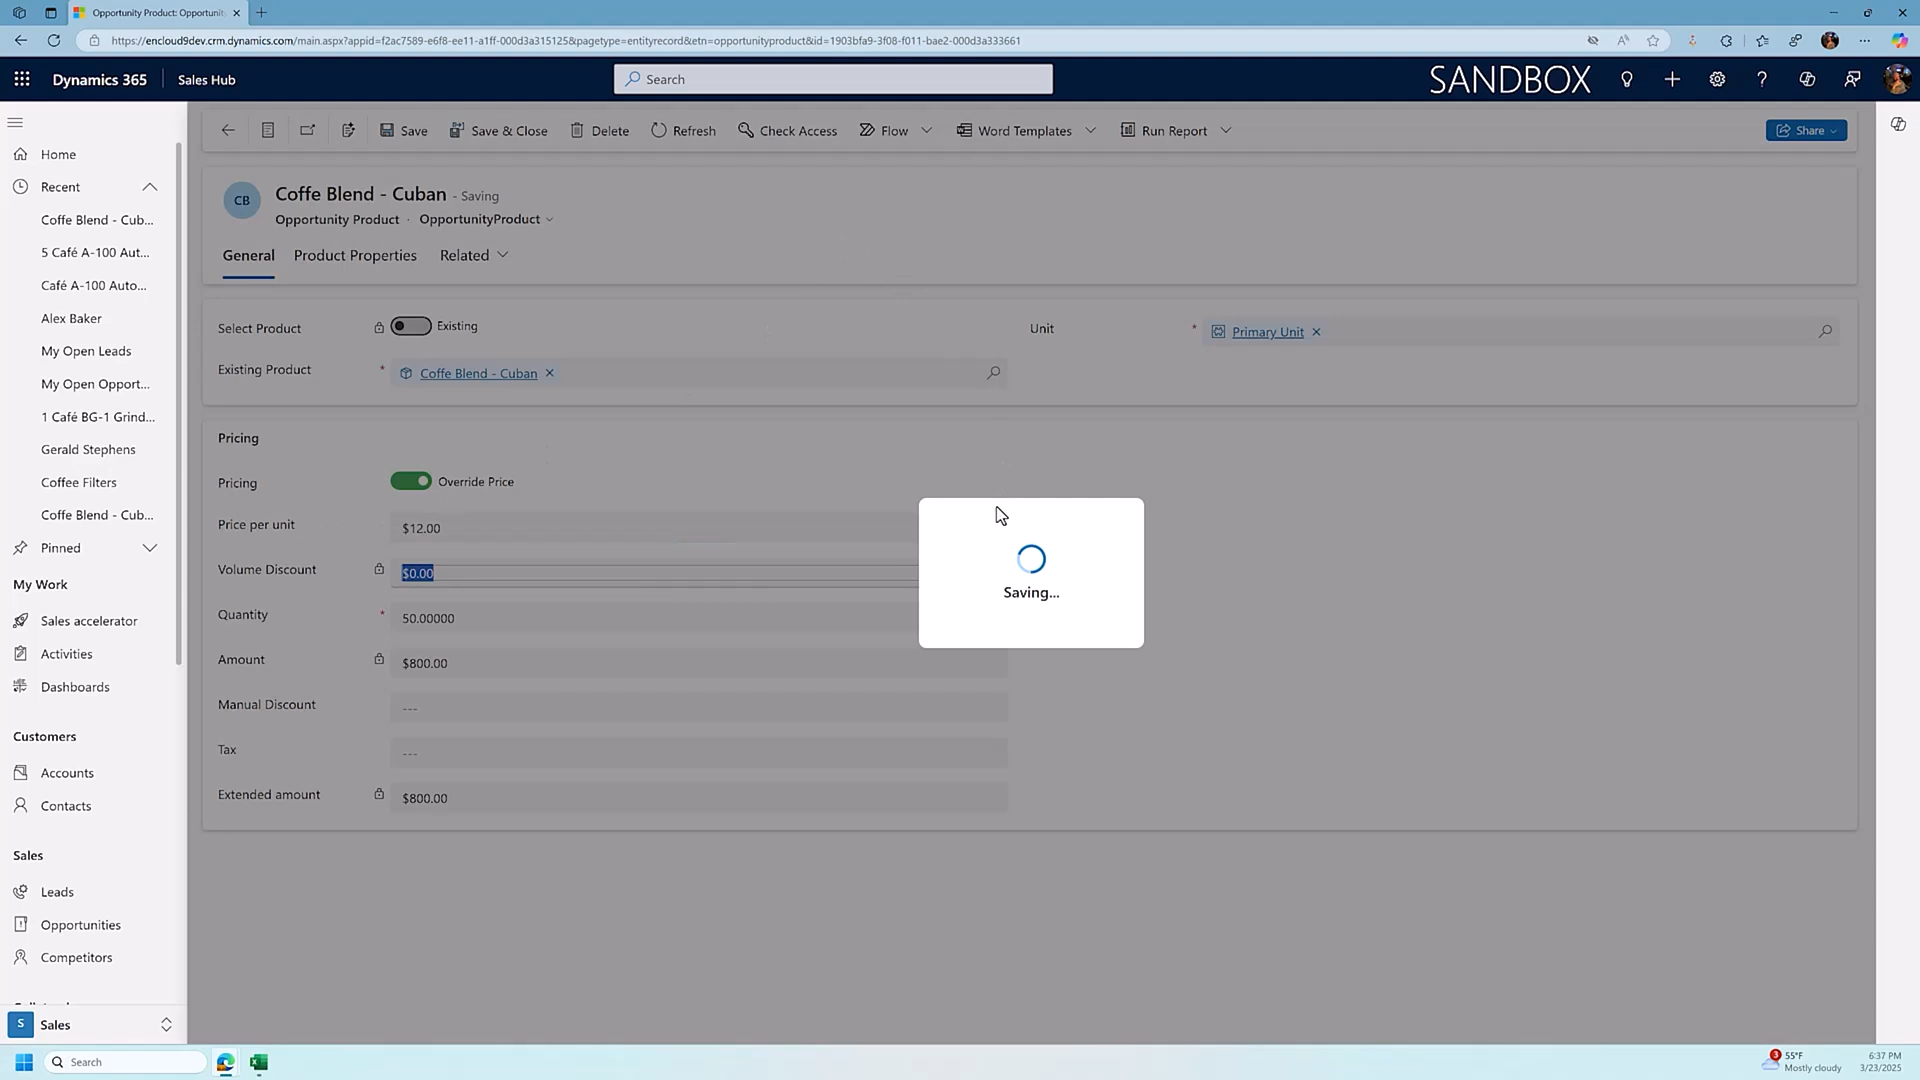 Opportunity Product: Opportunity
https://encloud9dev.crm.dynamics.com/main.aspx?appid=f2ac7589-e6f8-ee11-a1ff-000d3a315125&pagetype=entityrecord&etn=opportunityproduct&id=1903bfa9-3f08-f011-bae2-000d3a333661
Dynamics 365 Sales Hub Search SANDBOX
Save Save & Close Delete Refresh Check Access Flow Word Templates Run Report Share
Home
Recent
Coffe Blend - Cub...
5 Café A-100 Aut...
Café A-100 Auto...
Alex Baker
My Open Leads
My Open Opport...
1 Café BG-1 Grind...
Gerald Stephens
Coffee Filters
Coffe Blend - Cub...
Pinned
My Work
Sales accelerator
Activities
Dashboards
Customers
Accounts
Contacts
Sales
Leads
Opportunities
Competitors
S Sales
CB
Coffe Blend - Cuban - Saving
Opportunity Product · OpportunityProduct
General Product Properties Related
Select Product Existing
Unit * Primary Unit
Existing Product * Coffe Blend - Cuban
Pricing
Pricing Override Price
Price per unit $12.00
Volume Discount $0.00
Quantity * 50.00000
Amount $800.00
Manual Discount ---
Tax ---
Extended amount $800.00
Saving...
Search
3
55°F
Mostly cloudy
6:37 PM
3/23/2025